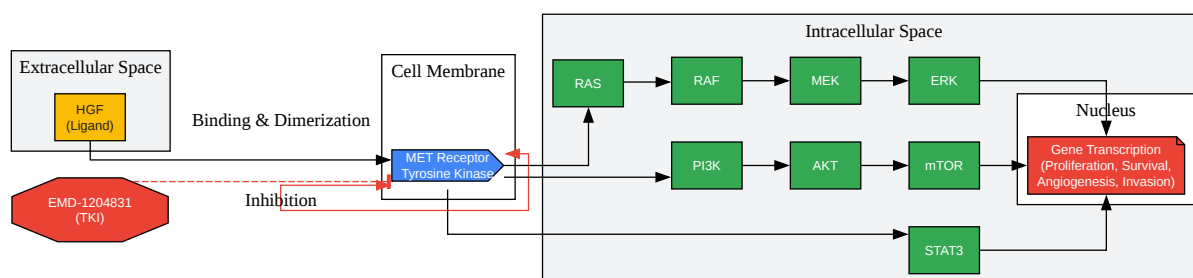 Extracellular Space
HGF
(Ligand)
Binding & Dimerization
EMD-1204831
(TKI)
Inhibition
Cell Membrane
MET Receptor
Tyrosine Kinase
Intracellular Space
RAS
RAF
MEK
ERK
PI3K
AKT
mTOR
STAT3
Nucleus
Gene Transcription
(Proliferation, Survival,
Angiogenesis, Invasion)